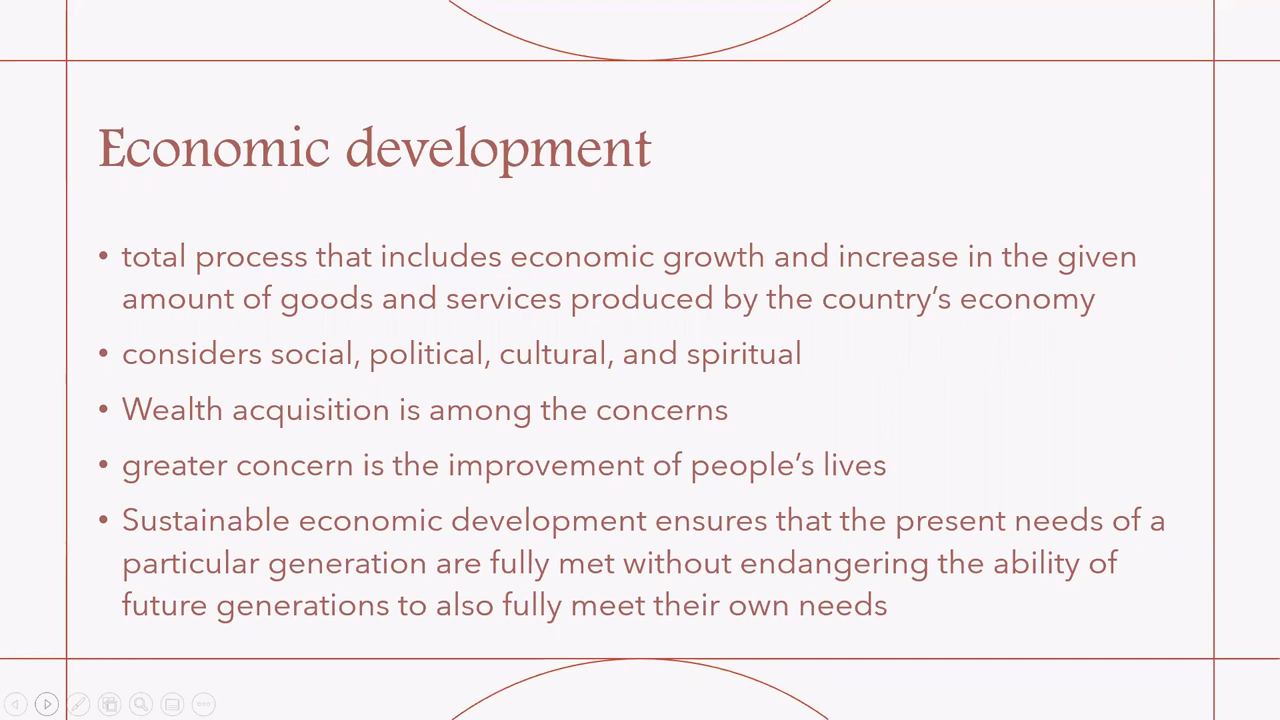 Economic development
• total process that includes economic growth and increase in the given
amount of goods and services produced by the country’s economy
• considers social, political, cultural, and spiritual
• Wealth acquisition is among the concerns
• greater concern is the improvement of people’s lives
• Sustainable economic development ensures that the present needs of a
particular generation are fully met without endangering the ability of
future generations to also fully meet their own needs